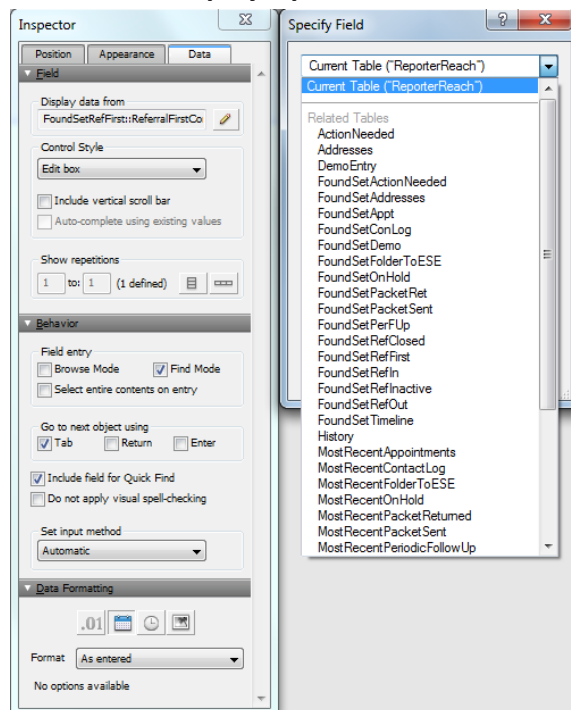 Inspector
Position Appearance Data
Field
Display data from
FoundSetRefFirst::ReferralFirstCo
Control Style
Edit box
Include vertical scroll bar
Auto-complete using existing values
Show repetitions
1 to: 1 (1 defined)
Behavior
Field entry
Browse Mode Find Mode
Select entire contents on entry
Go to next object using
Tab Return Enter
Include field for Quick Find
Do not apply visual spell-checking
Set input method
Automatic
Data Formatting
.01
Format As entered
No options available
Specify Field
Current Table ("ReporterReach")
Current Table ("ReporterReach")
Related Tables
ActionNeeded
Addresses
DemoEntry
FoundSetActionNeeded
FoundSetAddresses
FoundSetAppt
FoundSetConLog
FoundSetDemo
FoundSetFolderToESE
FoundSetOnHold
FoundSetPacketRet
FoundSetPacketSent
FoundSetPerFUp
FoundSetRefClosed
FoundSetRefFirst
FoundSetRefIn
FoundSetRefInactive
FoundSetRefOut
FoundSetTimeline
History
MostRecentAppointments
MostRecentContactLog
MostRecentFolderToESE
MostRecentOnHold
MostRecentPacketReturned
MostRecentPacketSent
MostRecentPeriodicFollowUp